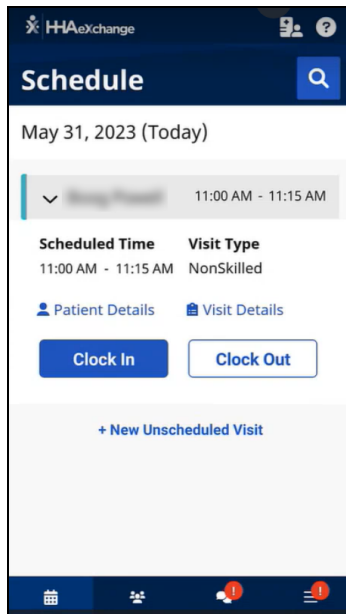 HHAeXchange
Schedule
May 31, 2023 (Today)
11:00 AM - 11:15 AM
Scheduled Time Visit Type
11:00 AM - 11:15 AM NonSkilled
Patient Details Visit Details
Clock In Clock Out
+ New Unscheduled Visit